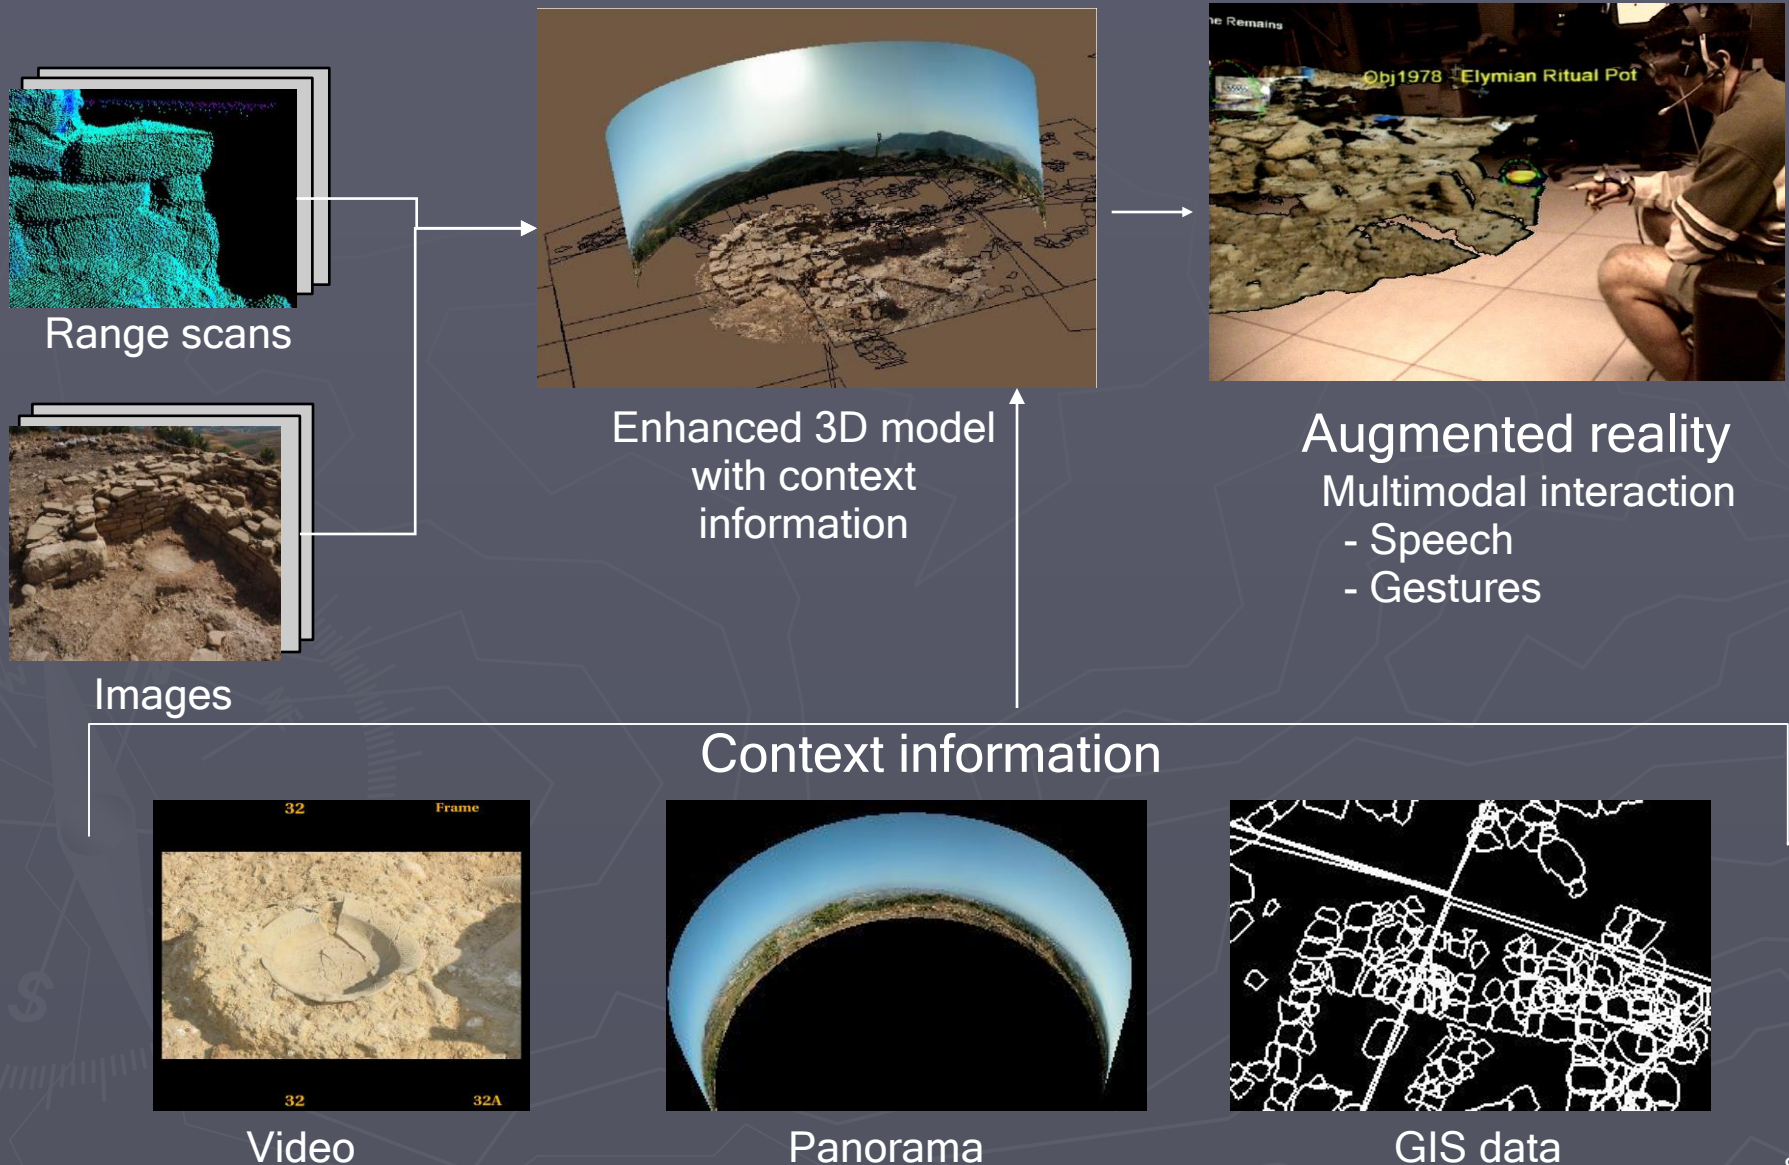 ne Remains
Obj1978 Elymian Ritual Pot
Range scans
Enhanced 3D model
with context
information
Augmented reality
Multimodal interaction
- Speech
- Gestures
Images
Context information
32 Frame
32 32A
Video
Panorama
GIS data